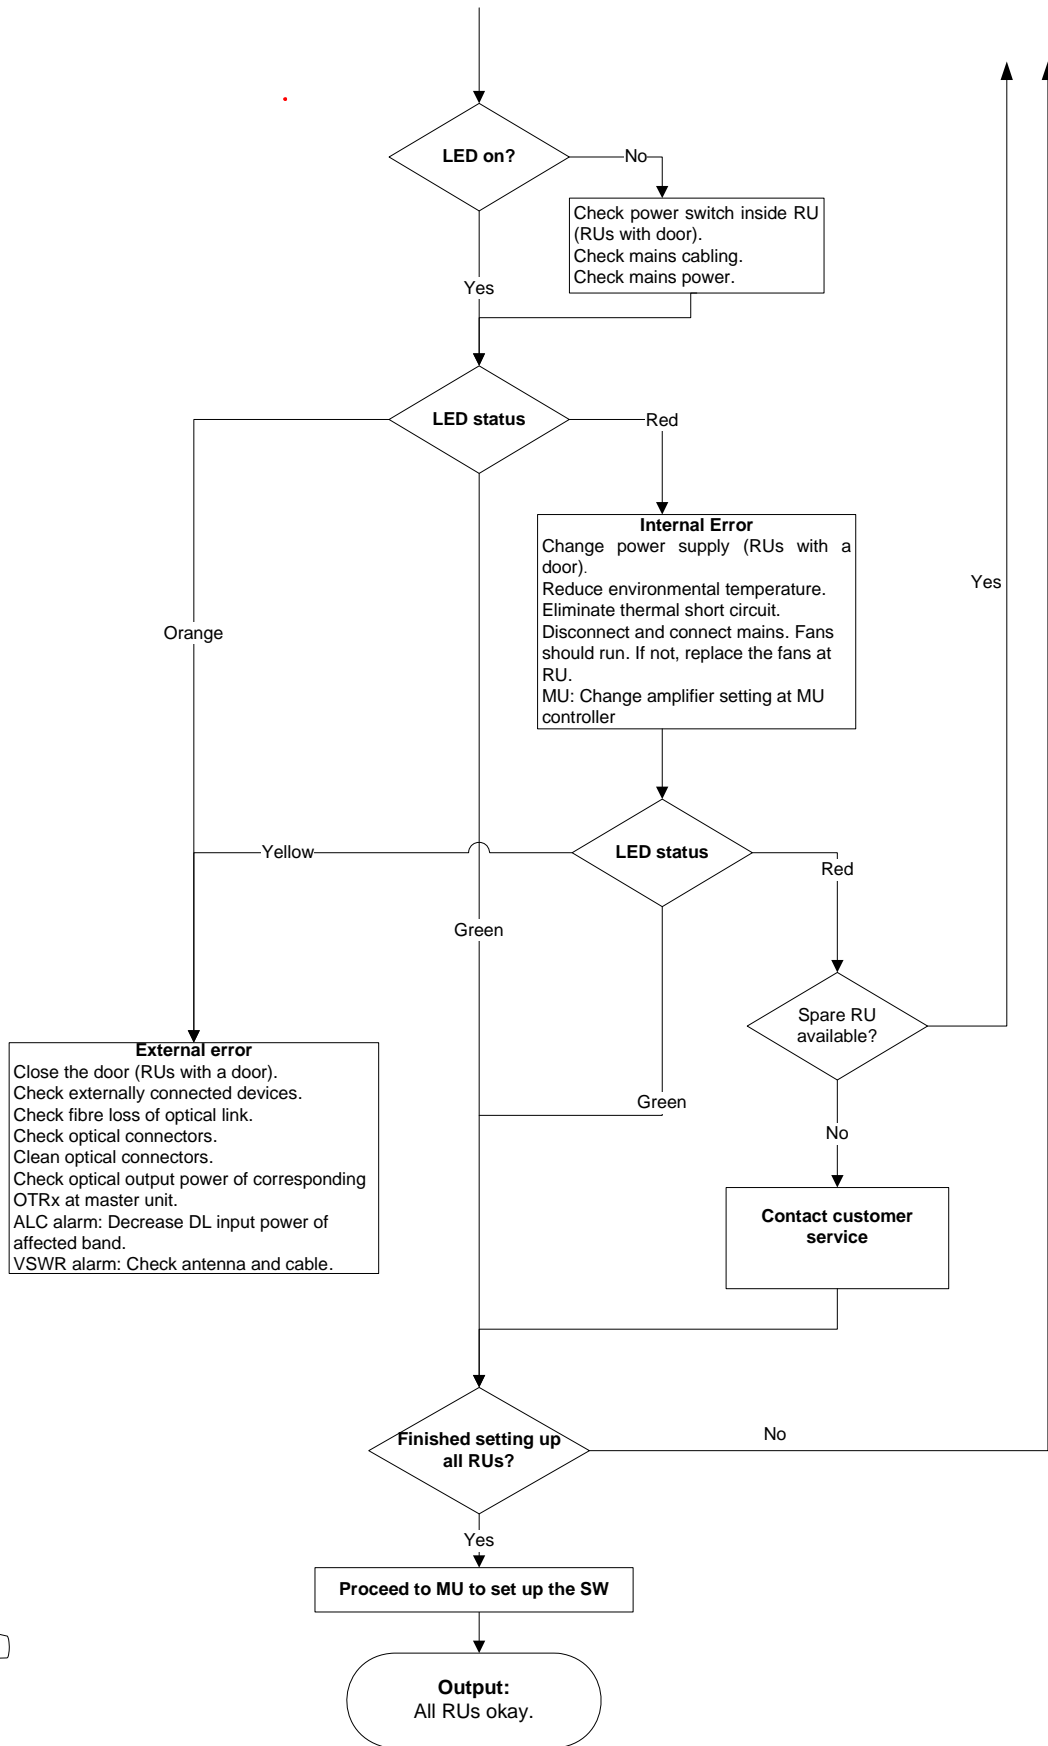 LED on?
No
Check power switch inside RU
(RUs with door).
Check mains cabling.
Check mains power.
Yes
LED status
Red
Internal Error
Change power supply (RUs with a
door).
Reduce environmental temperature.
Eliminate thermal short circuit.
Disconnect and connect mains. Fans
should run. If not, replace the fans at
RU.
MU: Change amplifier setting at MU
controller
Yes
Orange
Yellow
LED status
Red
Green
Spare RU
available?
External error
Close the door (RUs with a door).
Check externally connected devices.
Check fibre loss of optical link.
Check optical connectors.
Clean optical connectors.
Check optical output power of corresponding
OTRx at master unit.
ALC alarm: Decrease DL input power of
affected band.
VSWR alarm: Check antenna and cable.
Green
No
Contact customer
service
Finished setting up
all RUs?
No
Yes
Proceed to MU to set up the SW
Output:
All RUs okay.